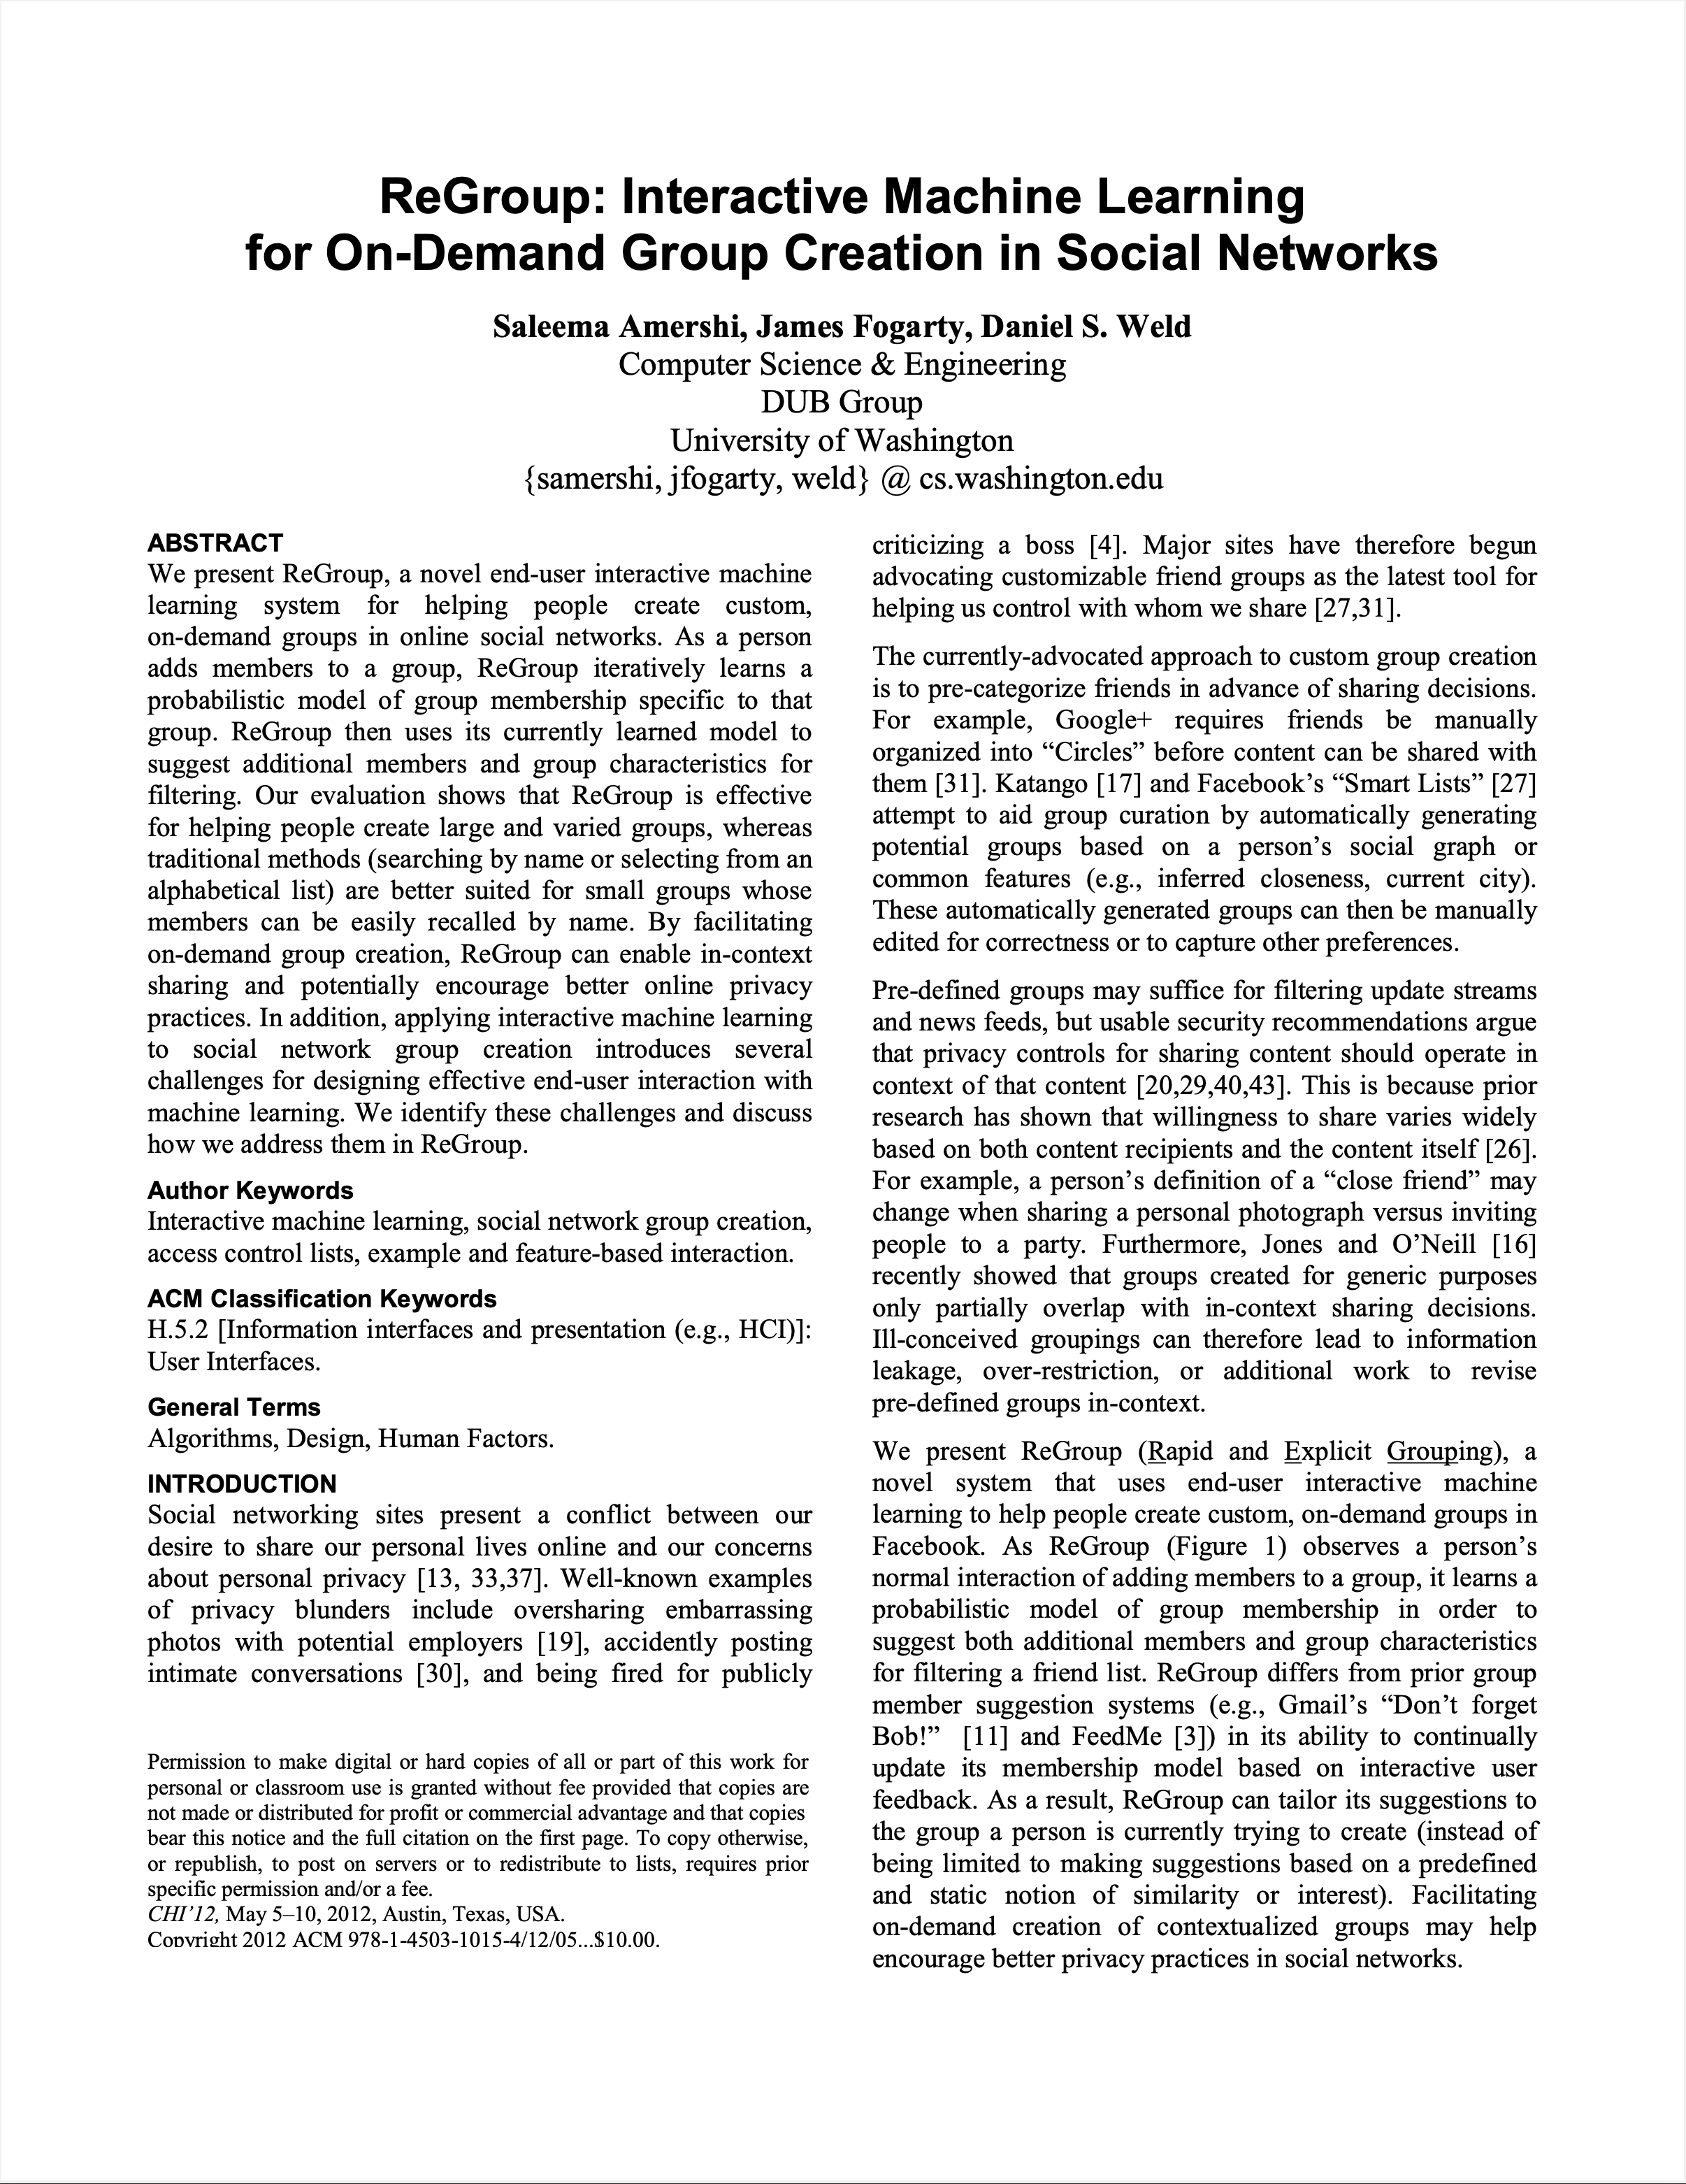 ReGroup: Interactive Machine Learning
for On-Demand Group Creation in Social Networks
Saleema Amershi, James Fogarty, Daniel S. Weld
Computer Science & Engineering
DUB Group
University of Washington
{samershi, jfogarty, weld} @ cs.washington.edu
ABSTRACT
We present ReGroup, a novel end-user interactive machine
learning system for helping people create custom,
on-demand groups in online social networks. As a person
adds members to a group, ReGroup iteratively learns a
probabilistic model of group membership specific to that
group. ReGroup then uses its currently learned model to
suggest additional members and group characteristics for
filtering. Our evaluation shows that ReGroup is effective
for helping people create large and varied groups, whereas
traditional methods (searching by name or selecting from an
alphabetical list) are better suited for small groups whose
members can be easily recalled by name. By facilitating
on-demand group creation, ReGroup can enable in-context
sharing and potentially encourage better online privacy
practices. In addition, applying interactive machine learning
to social network group creation introduces several
challenges for designing effective end-user interaction with
machine learning. We identify these challenges and discuss
how we address them in ReGroup.
Author Keywords
Interactive machine learning, social network group creation,
access control lists, example and feature-based interaction.
ACM Classification Keywords
H.5.2 [Information interfaces and presentation (e.g., HCI)]:
User Interfaces.
General Terms
Algorithms, Design, Human Factors.
INTRODUCTION
Social networking sites present a conflict between our
desire to share our personal lives online and our concerns
about personal privacy [13, 33,37]. Well-known examples
of privacy blunders include oversharing embarrassing
photos with potential employers [19], accidently posting
intimate conversations [30], and being fired for publicly
Permission to make digital or hard copies of all or part of this work for
personal or classroom use is granted without fee provided that copies are
not made or distributed for profit or commercial advantage and that copies
bear this notice and the full citation on the first page. To copy otherwise,
or republish, to post on servers or to redistribute to lists, requires prior
specific permission and/or a fee.
CHI’12, May 5–10, 2012, Austin, Texas, USA.
Copyright 2012 ACM 978-1-4503-1015-4/12/05...$10.00.
criticizing a boss [4]. Major sites have therefore begun
advocating customizable friend groups as the latest tool for
helping us control with whom we share [27,31].
The currently-advocated approach to custom group creation
is to pre-categorize friends in advance of sharing decisions.
For example, Google+ requires friends be manually
organized into “Circles” before content can be shared with
them [31]. Katango [17] and Facebook’s “Smart Lists” [27]
attempt to aid group curation by automatically generating
potential groups based on a person’s social graph or
common features (e.g., inferred closeness, current city).
These automatically generated groups can then be manually
edited for correctness or to capture other preferences.
Pre-defined groups may suffice for filtering update streams
and news feeds, but usable security recommendations argue
that privacy controls for sharing content should operate in
context of that content [20,29,40,43]. This is because prior
research has shown that willingness to share varies widely
based on both content recipients and the content itself [26].
For example, a person’s definition of a “close friend” may
change when sharing a personal photograph versus inviting
people to a party. Furthermore, Jones and O’Neill [16]
recently showed that groups created for generic purposes
only partially overlap with in-context sharing decisions.
Ill-conceived groupings can therefore lead to information
leakage, over-restriction, or additional work to revise
pre-defined groups in-context.
We present ReGroup (Rapid and Explicit Grouping), a
novel system that uses end-user interactive machine
learning to help people create custom, on-demand groups in
Facebook. As ReGroup (Figure 1) observes a person’s
normal interaction of adding members to a group, it learns a
probabilistic model of group membership in order to
suggest both additional members and group characteristics
for filtering a friend list. ReGroup differs from prior group
member suggestion systems (e.g., Gmail’s “Don’t forget
Bob!” [11] and FeedMe [3]) in its ability to continually
update its membership model based on interactive user
feedback. As a result, ReGroup can tailor its suggestions to
the group a person is currently trying to create (instead of
being limited to making suggestions based on a predefined
and static notion of similarity or interest). Facilitating
on-demand creation of contextualized groups may help
encourage better privacy practices in social networks.